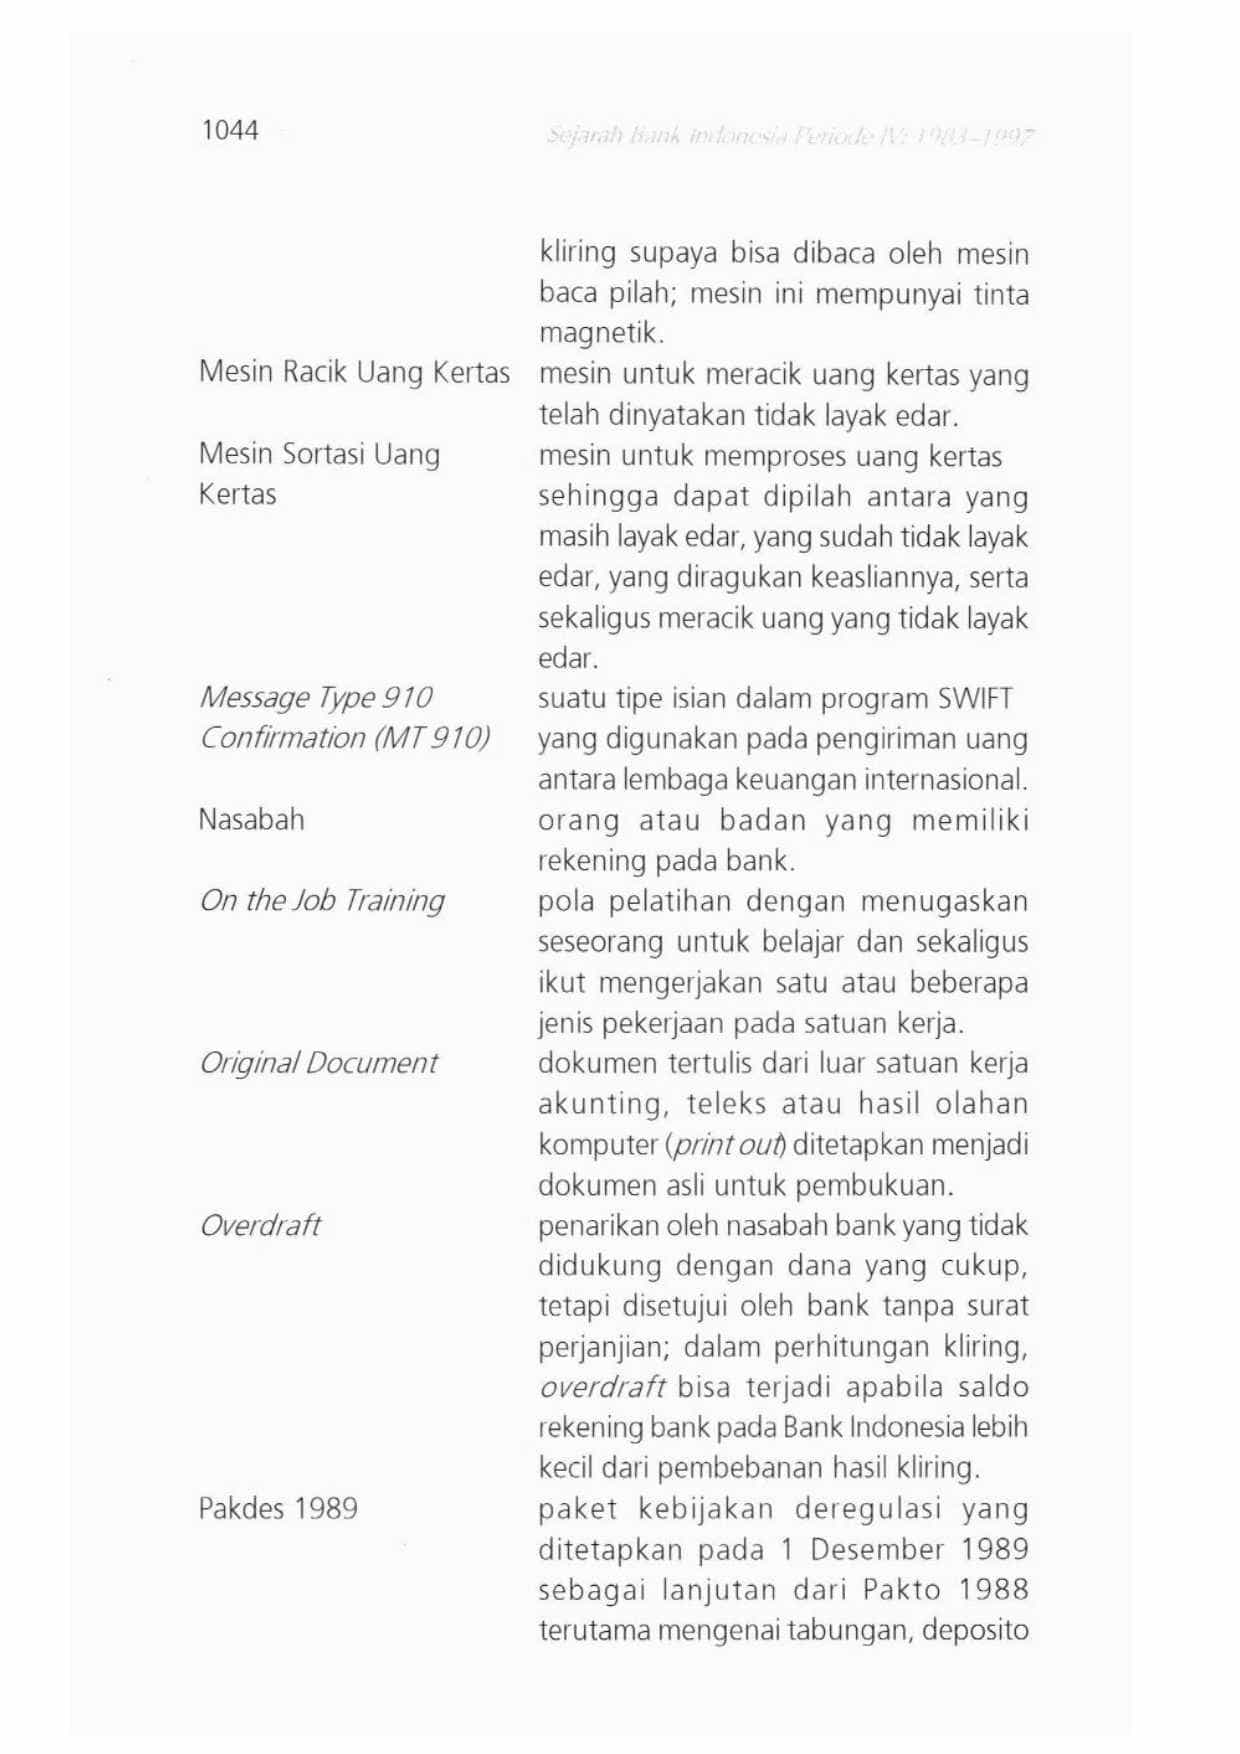 1044
Sejarah Bank Indonesia Periode IV: 1983–1997
kliring supaya bisa dibaca oleh mesin
baca pilah; mesin ini mempunyai tinta
magnetik.
Mesin Racik Uang Kertas mesin untuk meracik uang kertas yang
telah dinyatakan tidak layak edar.
Mesin Sortasi Uang mesin untuk memproses uang kertas
Kertas sehingga dapat dipilah antara yang
masih layak edar, yang sudah tidak layak
edar, yang diragukan keasliannya, serta
sekaligus meracik uang yang tidak layak
edar.
Message Type 910 suatu tipe isian dalam program SWIFT
Confirmation (MT 910) yang digunakan pada pengiriman uang
antara lembaga keuangan internasional.
Nasabah orang atau badan yang memiliki
rekening pada bank.
On the Job Training pola pelatihan dengan menugaskan
seseorang untuk belajar dan sekaligus
ikut mengerjakan satu atau beberapa
jenis pekerjaan pada satuan kerja.
Original Document dokumen tertulis dari luar satuan kerja
akunting, teleks atau hasil olahan
komputer (print out) ditetapkan menjadi
dokumen asli untuk pembukuan.
Overdraft penarikan oleh nasabah bank yang tidak
didukung dengan dana yang cukup,
tetapi disetujui oleh bank tanpa surat
perjanjian; dalam perhitungan kliring,
overdraft bisa terjadi apabila saldo
rekening bank pada Bank Indonesia lebih
kecil dari pembebanan hasil kliring.
Pakdes 1989 paket kebijakan deregulasi yang
ditetapkan pada 1 Desember 1989
sebagai lanjutan dari Pakto 1988
terutama mengenai tabungan, deposito